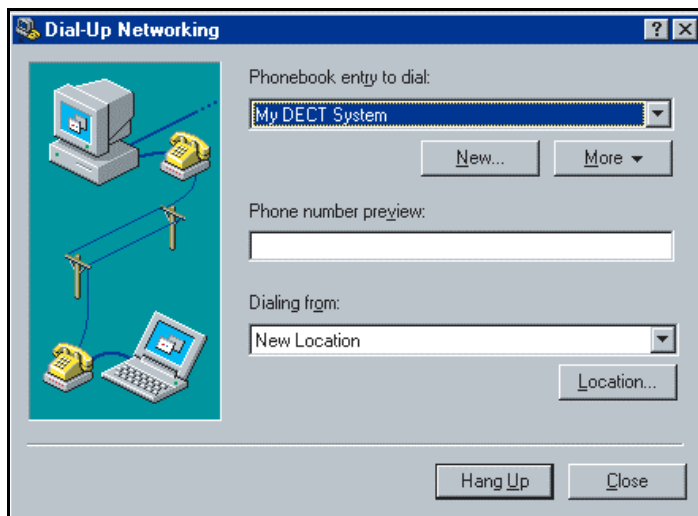 Dial-Up Networking
Phonebook entry to dial:
My DECT System
New...
More
Phone number preview:
Dialing from:
New Location
Location...
Hang Up
Close